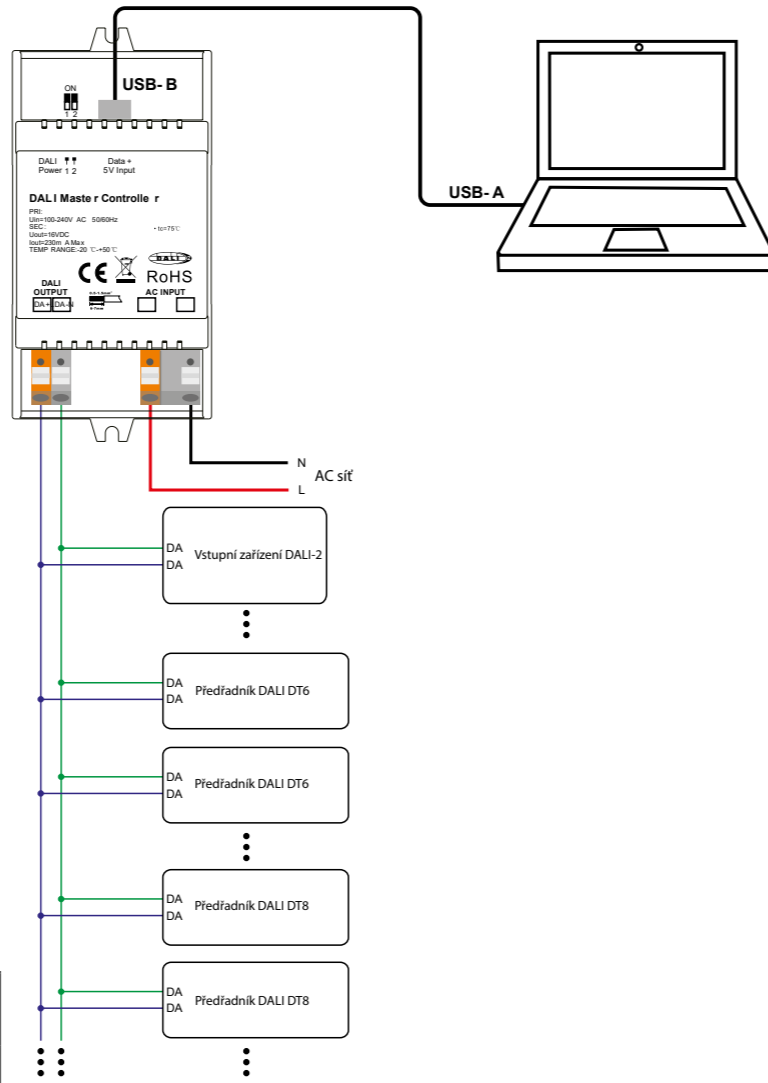 USB- B
ON
1 2
DALI
Power 1 2
Data +
5V Input
DALI Maste r Controlle r
PRI:
Uin=100-240V AC 50/60Hz
SEC:
Uout=16VDC
Iout=230m A Max
TEMP RANGE:-20 ℃-+50℃
• tc=75℃
DALI
CE
RoHS
DALI
OUTPUT
DA+ DA-N
AC INPUT
USB- A
N
AC síť
L
DA
DA
Vstupní zařízení DALI-2
DA
DA
Předřadník DALI DT6
DA
DA
Předřadník DALI DT6
DA
DA
Předřadník DALI DT8
DA
DA
Předřadník DALI DT8